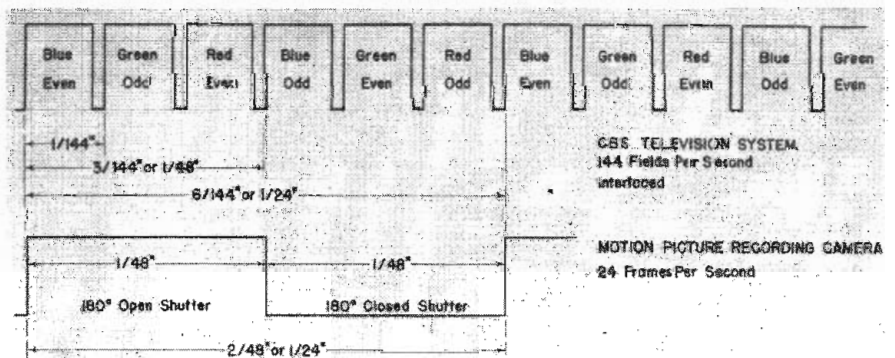 Blue Green Red Blue Green Red Blue Green Red Blue Green
Even Odd Even Odd Even Odd Even Odd Even Odd Even
1/144"
3/144" or 1/48"
6/144" or 1/24"
CBS TELEVISION SYSTEM.
144 Fields Per Second
interlaced
1/48" 1/48"
MOTION PICTURE RECORDING CAMERA
24 Frames Per Second
180° Open Shutter 180° Closed Shutter
2/48" or 1/24"